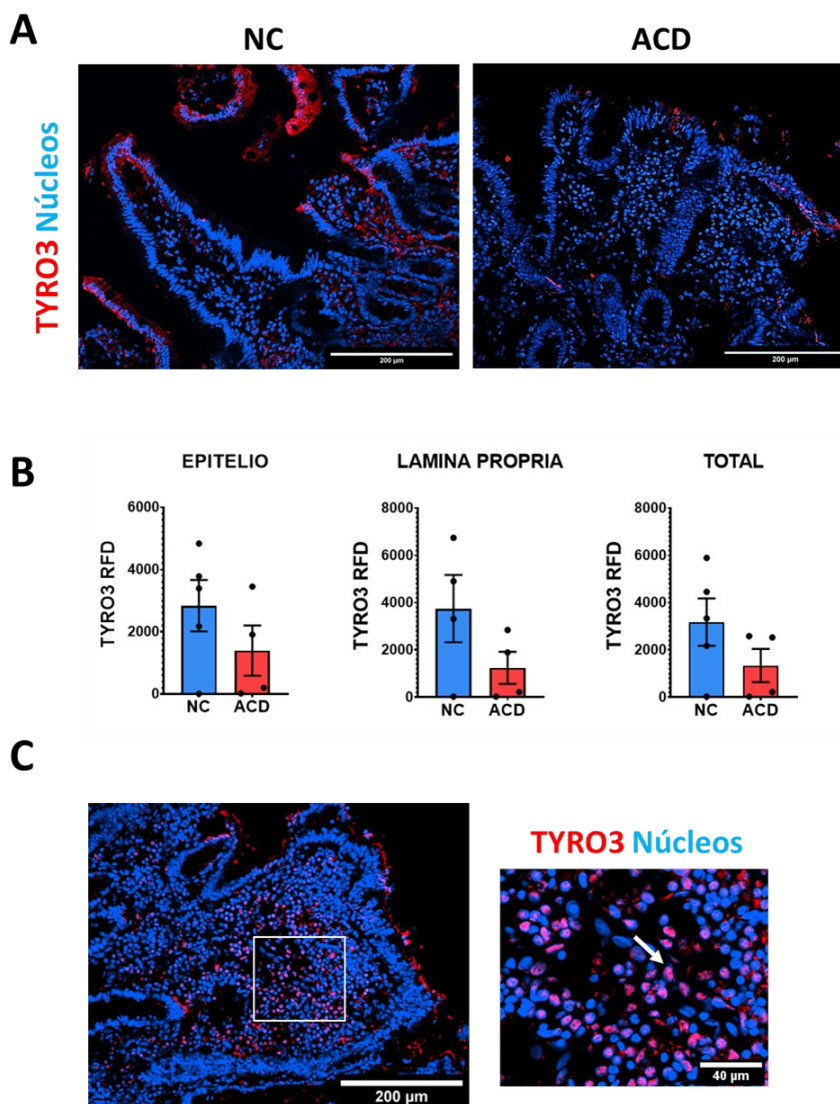 A
NC
ACD
TYRO3 Núcleos
200 µm
200 µm
B
EPITELIO
LAMINA PROPRIA
TOTAL
TYRO3 RFD
6000
4000
2000
0
NC
ACD
TYRO3 RFD
8000
6000
4000
2000
0
NC
ACD
TYRO3 RFD
8000
6000
4000
2000
0
NC
ACD
C
200 µm
TYRO3 Núcleos
40 µm